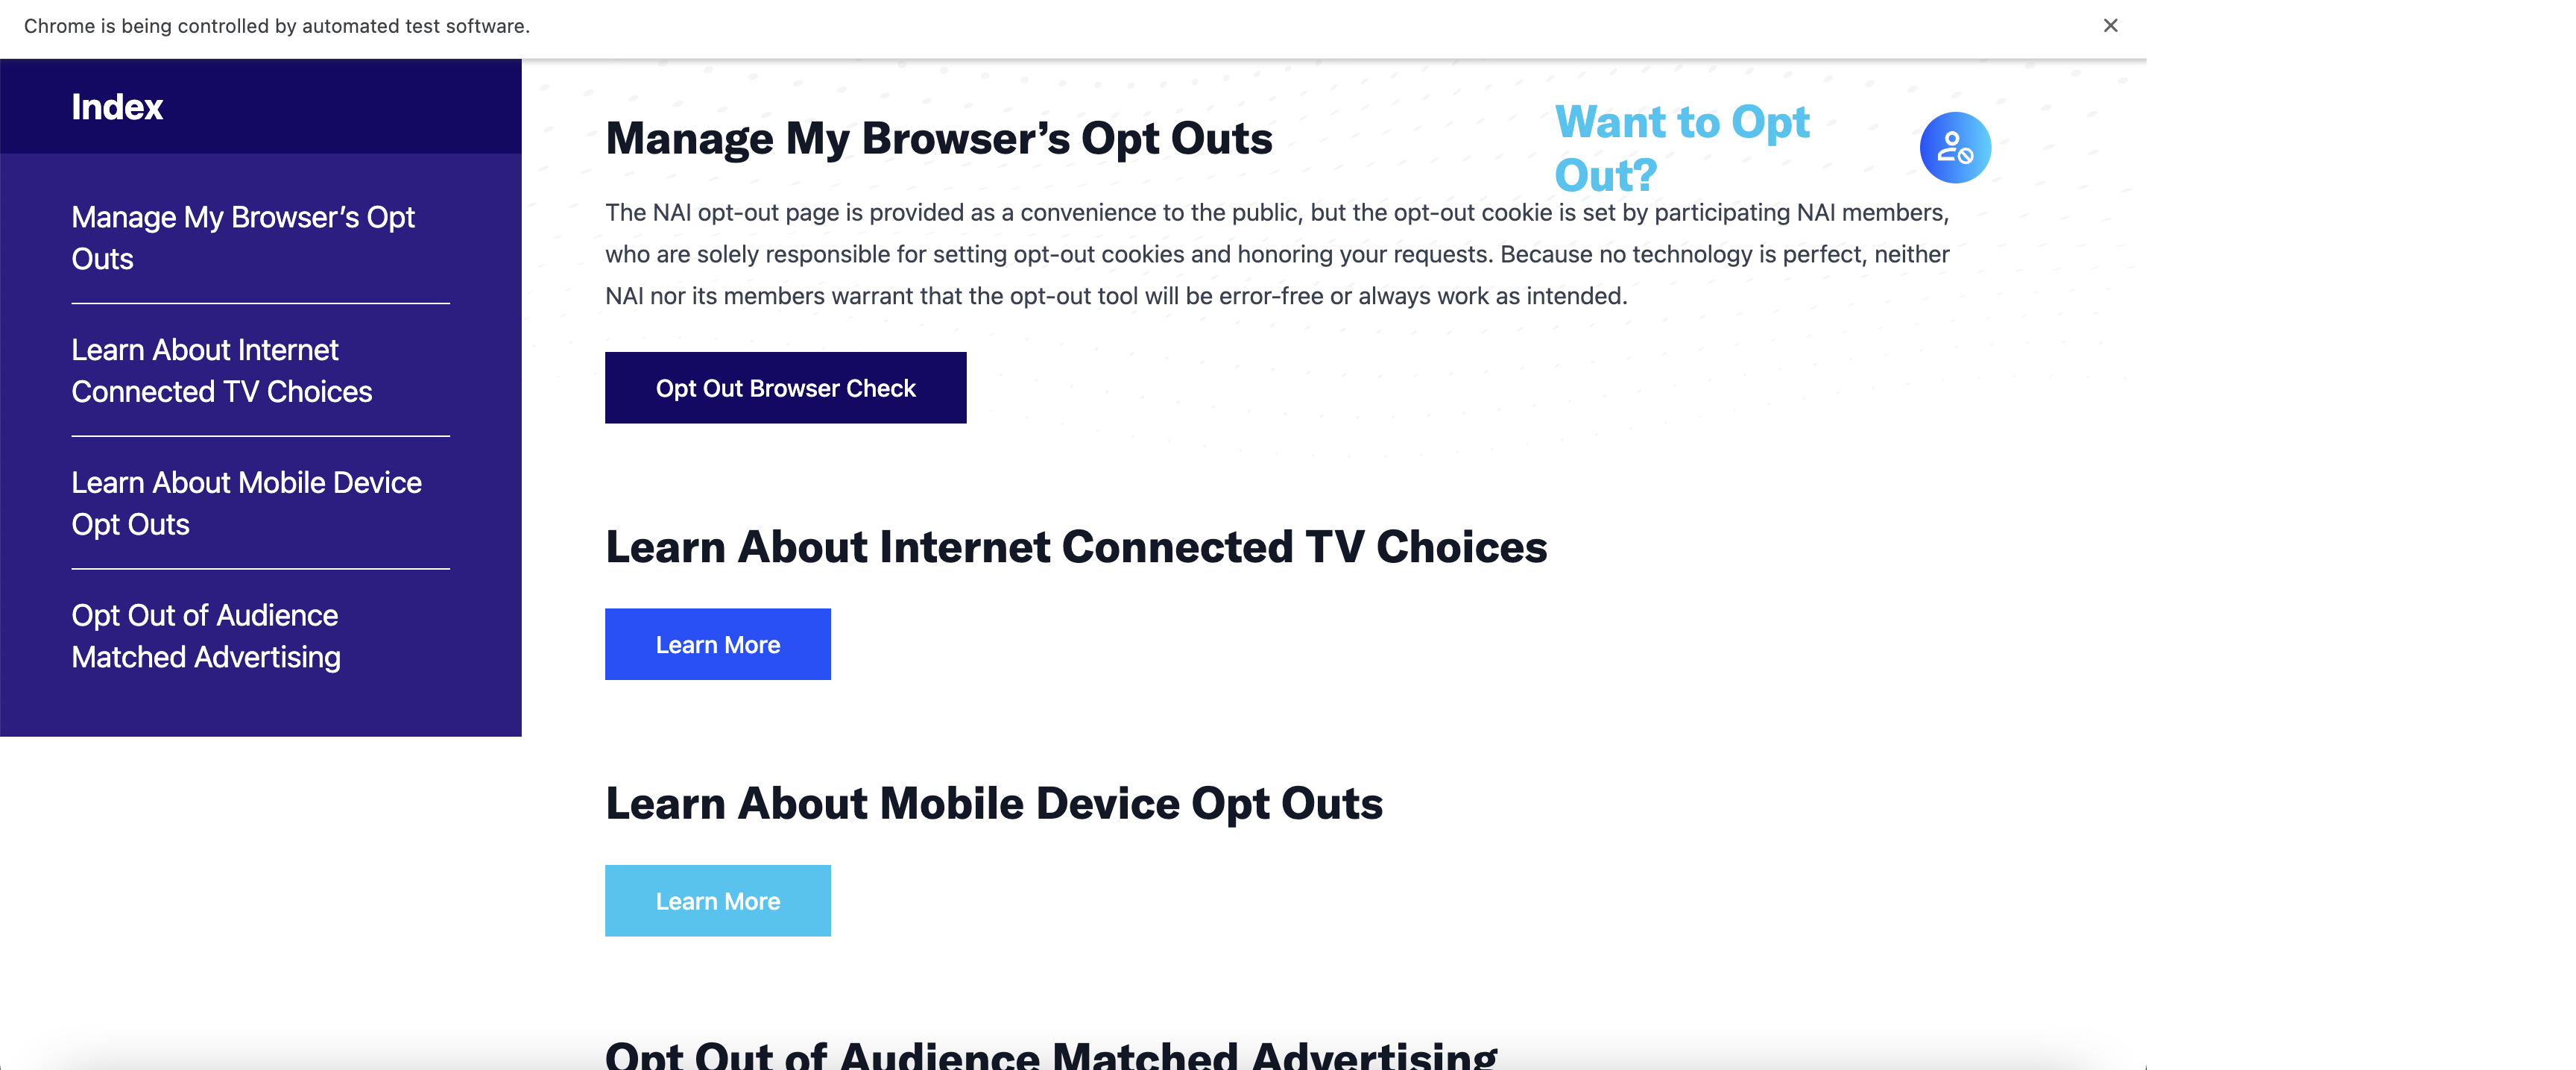 Chrome is being controlled by automated test software.
Index
Manage My Browser’s Opt
Outs
Learn About Internet
Connected TV Choices
Learn About Mobile Device
Opt Outs
Opt Out of Audience
Matched Advertising
Manage My Browser’s Opt Outs
Want to Opt
Out?
The NAI opt-out page is provided as a convenience to the public, but the opt-out cookie is set by participating NAI members,
who are solely responsible for setting opt-out cookies and honoring your requests. Because no technology is perfect, neither
NAI nor its members warrant that the opt-out tool will be error-free or always work as intended.
Opt Out Browser Check
Learn About Internet Connected TV Choices
Learn More
Learn About Mobile Device Opt Outs
Learn More
Opt Out of Audience Matched Advertising